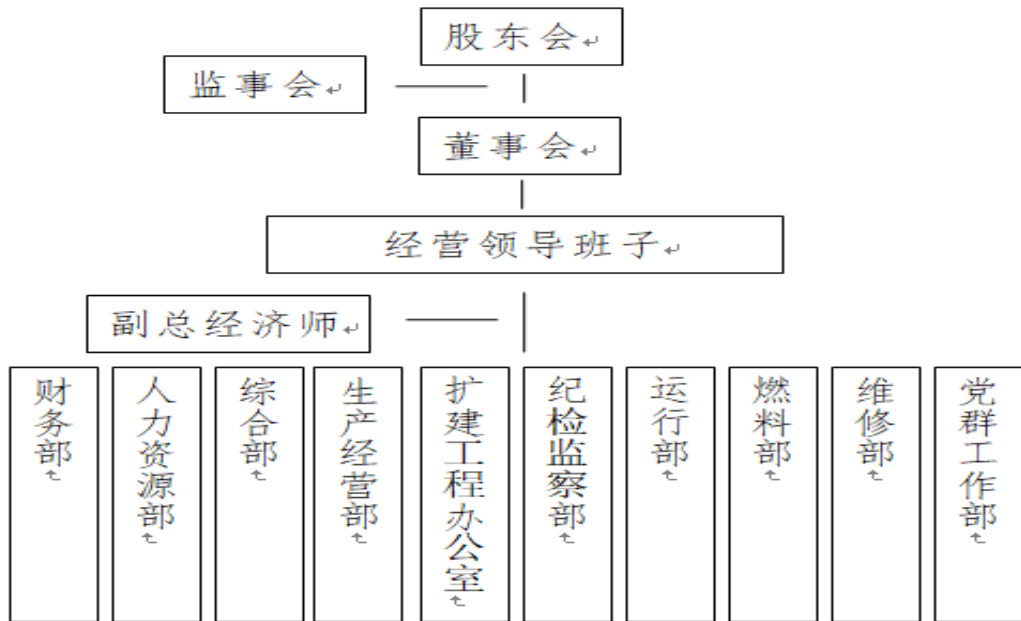 股东会
监事会
董事会
经营领导班子
副总经济师
财务部
人力资源部
综合部
生产经营部
扩建工程办公室
纪检监察部
运行部
燃料部
维修部
党群工作部